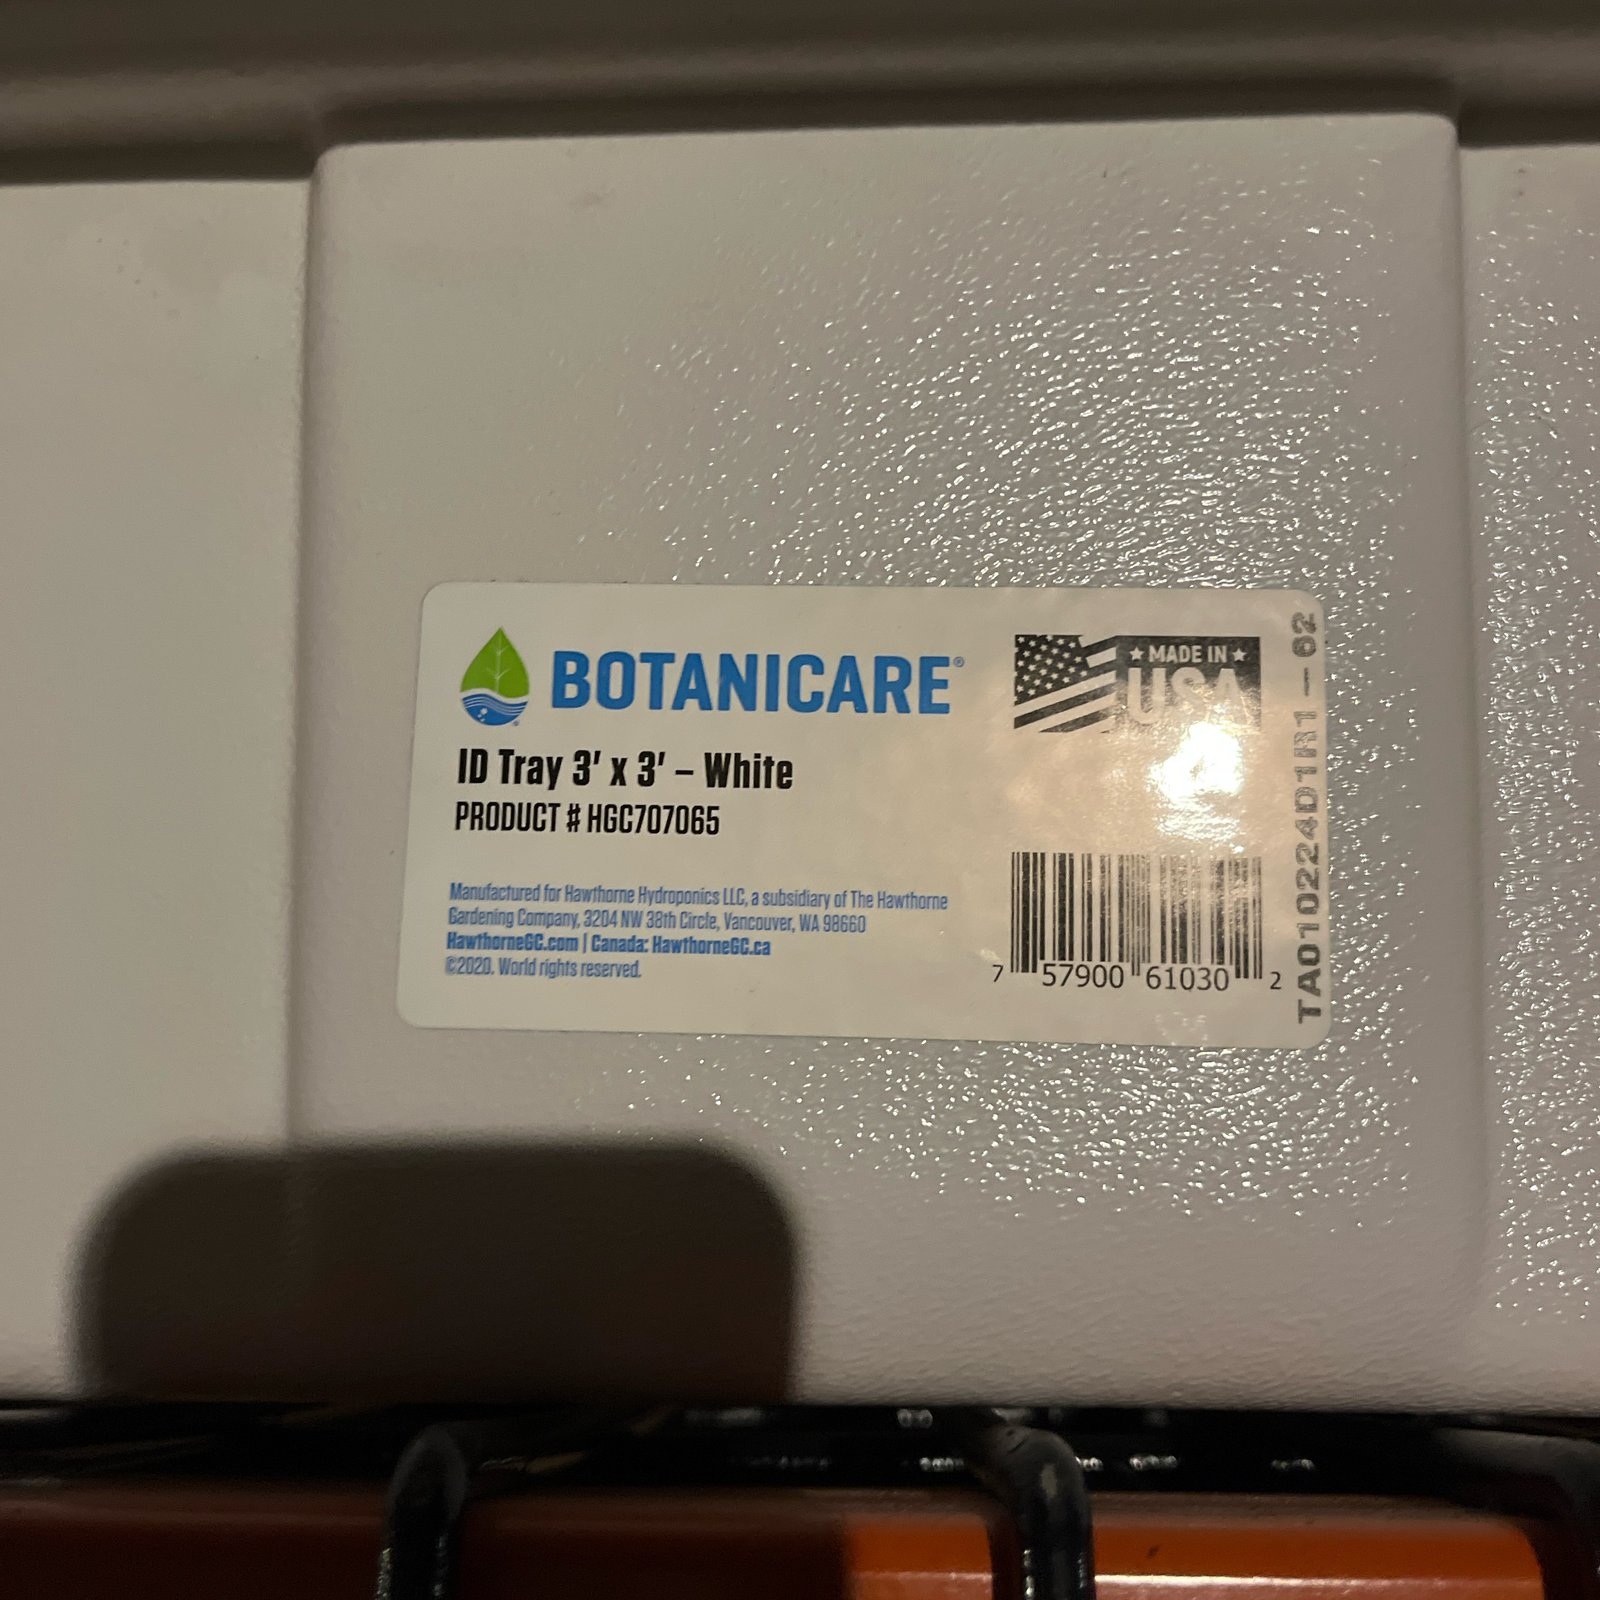 BOTANICARE®
ID Tray 3' x 3' – White
PRODUCT # HGC707065
Manufactured for Hawthorne Hydroponics LLC, a subsidiary of The Hawthorne
Gardening Company, 3204 NW 38th Circle, Vancouver, WA 98660
HawthorneGC.com | Canada: HawthorneGC.ca
©2020. World rights reserved.
MADE IN
USA
7 57900 61030 2
TA010224D1R1-02